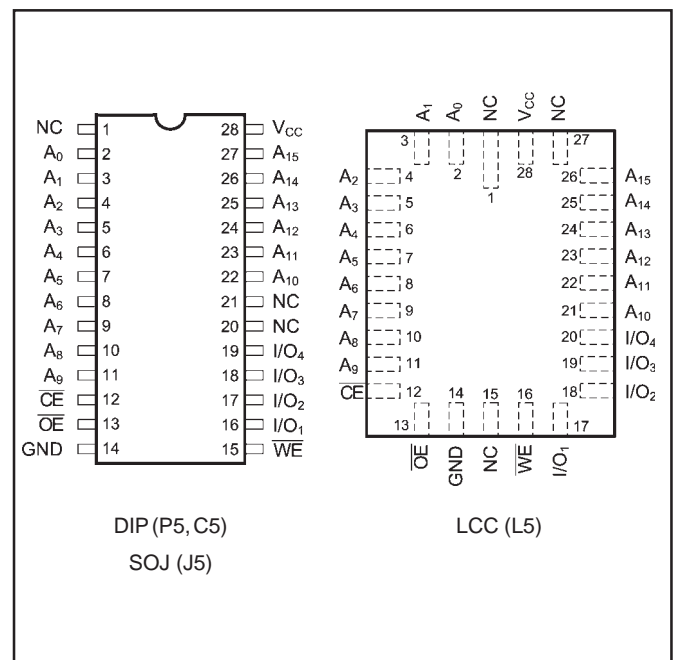 NC 1 28 VCC
A0 2 27 A15
A1 3 26 A14
A2 4 25 A13
A3 5 24 A12
A4 6 23 A11
A5 7 22 A10
A6 8 21 NC
A7 9 20 NC
A8 10 19 I/O4
A9 11 18 I/O3
CE 12 17 I/O2
OE 13 16 I/O1
GND 14 15 WE
DIP (P5, C5)
SOJ (J5)
A1 A0 NC VCC NC
3 2 1 28 27
A2 4 26 A15
A3 5 25 A14
A4 6 24 A13
A5 7 23 A12
A6 8 22 A11
A7 9 21 A10
A8 10 20 I/O4
A9 11 19 I/O3
CE 12 18 I/O2
13 14 15 16 17
OE GND NC WE I/O1
LCC (L5)